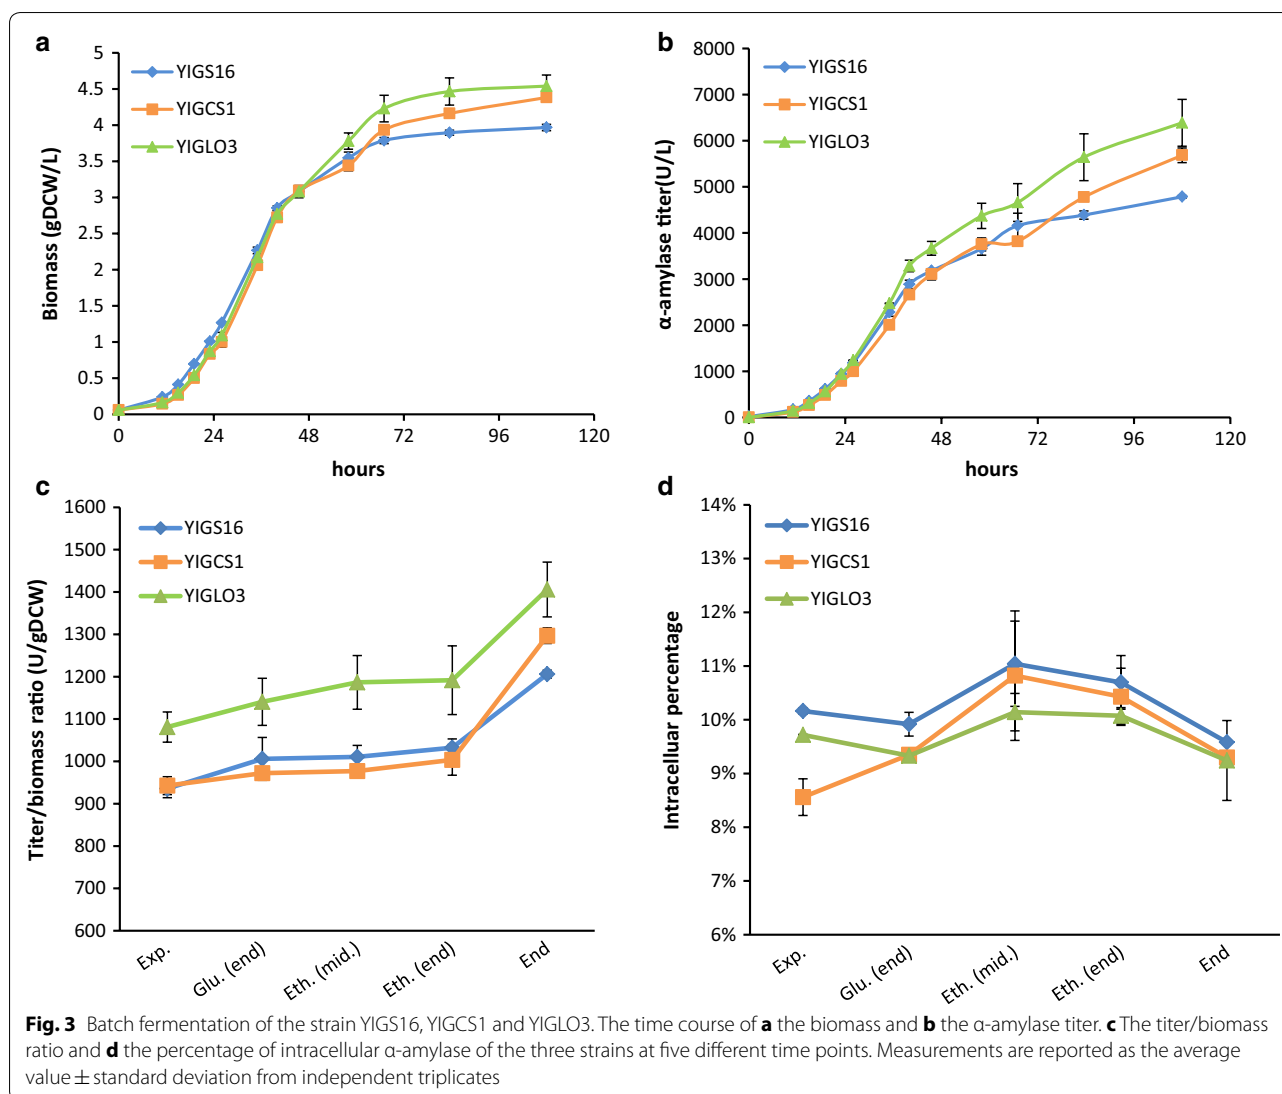 a
5
4.5
4
3.5
3
2.5
2
1.5
1
0.5
0
0 24 48 72 96 120
Biomass (gDCW/L)
hours
YIGS16
YIGCS1
YIGLO3
b
8000
7000
6000
5000
4000
3000
2000
1000
0
0 24 48 72 96 120
α-amylase titer(U/L)
hours
YIGS16
YIGCS1
YIGLO3
c
1600
1500
1400
1300
1200
1100
1000
900
800
700
600
Titer/biomass ratio (U/gDCW)
YIGS16
YIGCS1
YIGLO3
Exp. Glu. (end) Eth. (mid.) Eth. (end) End
d
14%
13%
12%
11%
10%
9%
8%
7%
6%
Intracelluar percentage
YIGS16
YIGCS1
YIGLO3
Exp. Glu. (end) Eth. (mid.) Eth. (end) End
Fig. 3 Batch fermentation of the strain YIGS16, YIGCS1 and YIGLO3. The time course of a the biomass and b the α-amylase titer. c The titer/biomass
ratio and d the percentage of intracellular α-amylase of the three strains at five different time points. Measurements are reported as the average
value ± standard deviation from independent triplicates